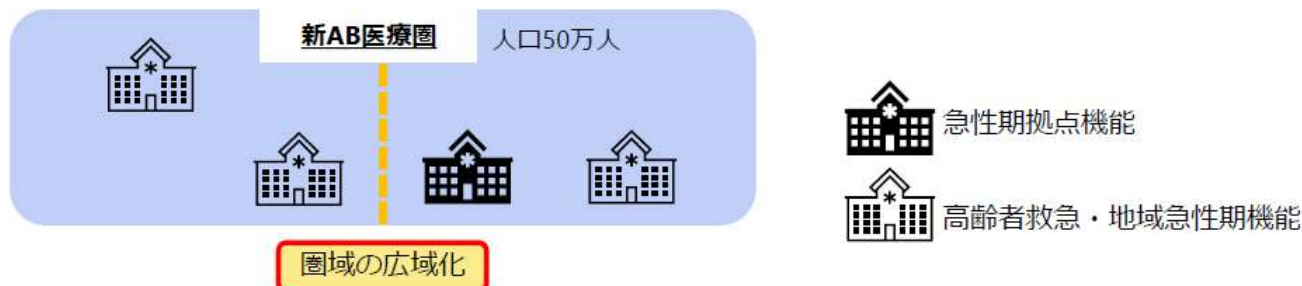 新AB医療圏
人口50万人
急性期拠点機能
高齢者救急・地域急性期機能
圏域の広域化